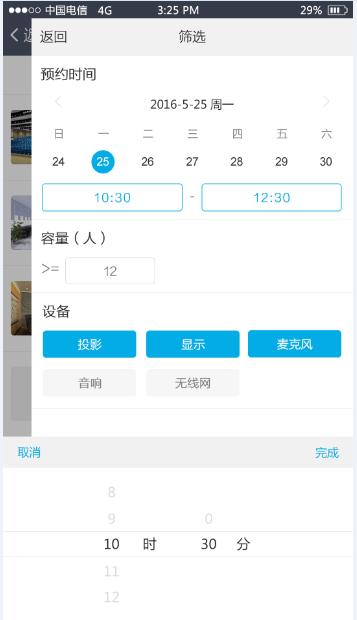 中国电信 4G 3:25 PM 29%
返回 筛选
预约时间
2016-5-25 周一
日 一 二 三 四 五 六
24 25 26 27 28 29 30
10:30 - 12:30
容量（人）
>= 12
设备
投影 显示 麦克风
音响 无线网
取消 完成
8
9 0
10 时 30 分
11
12